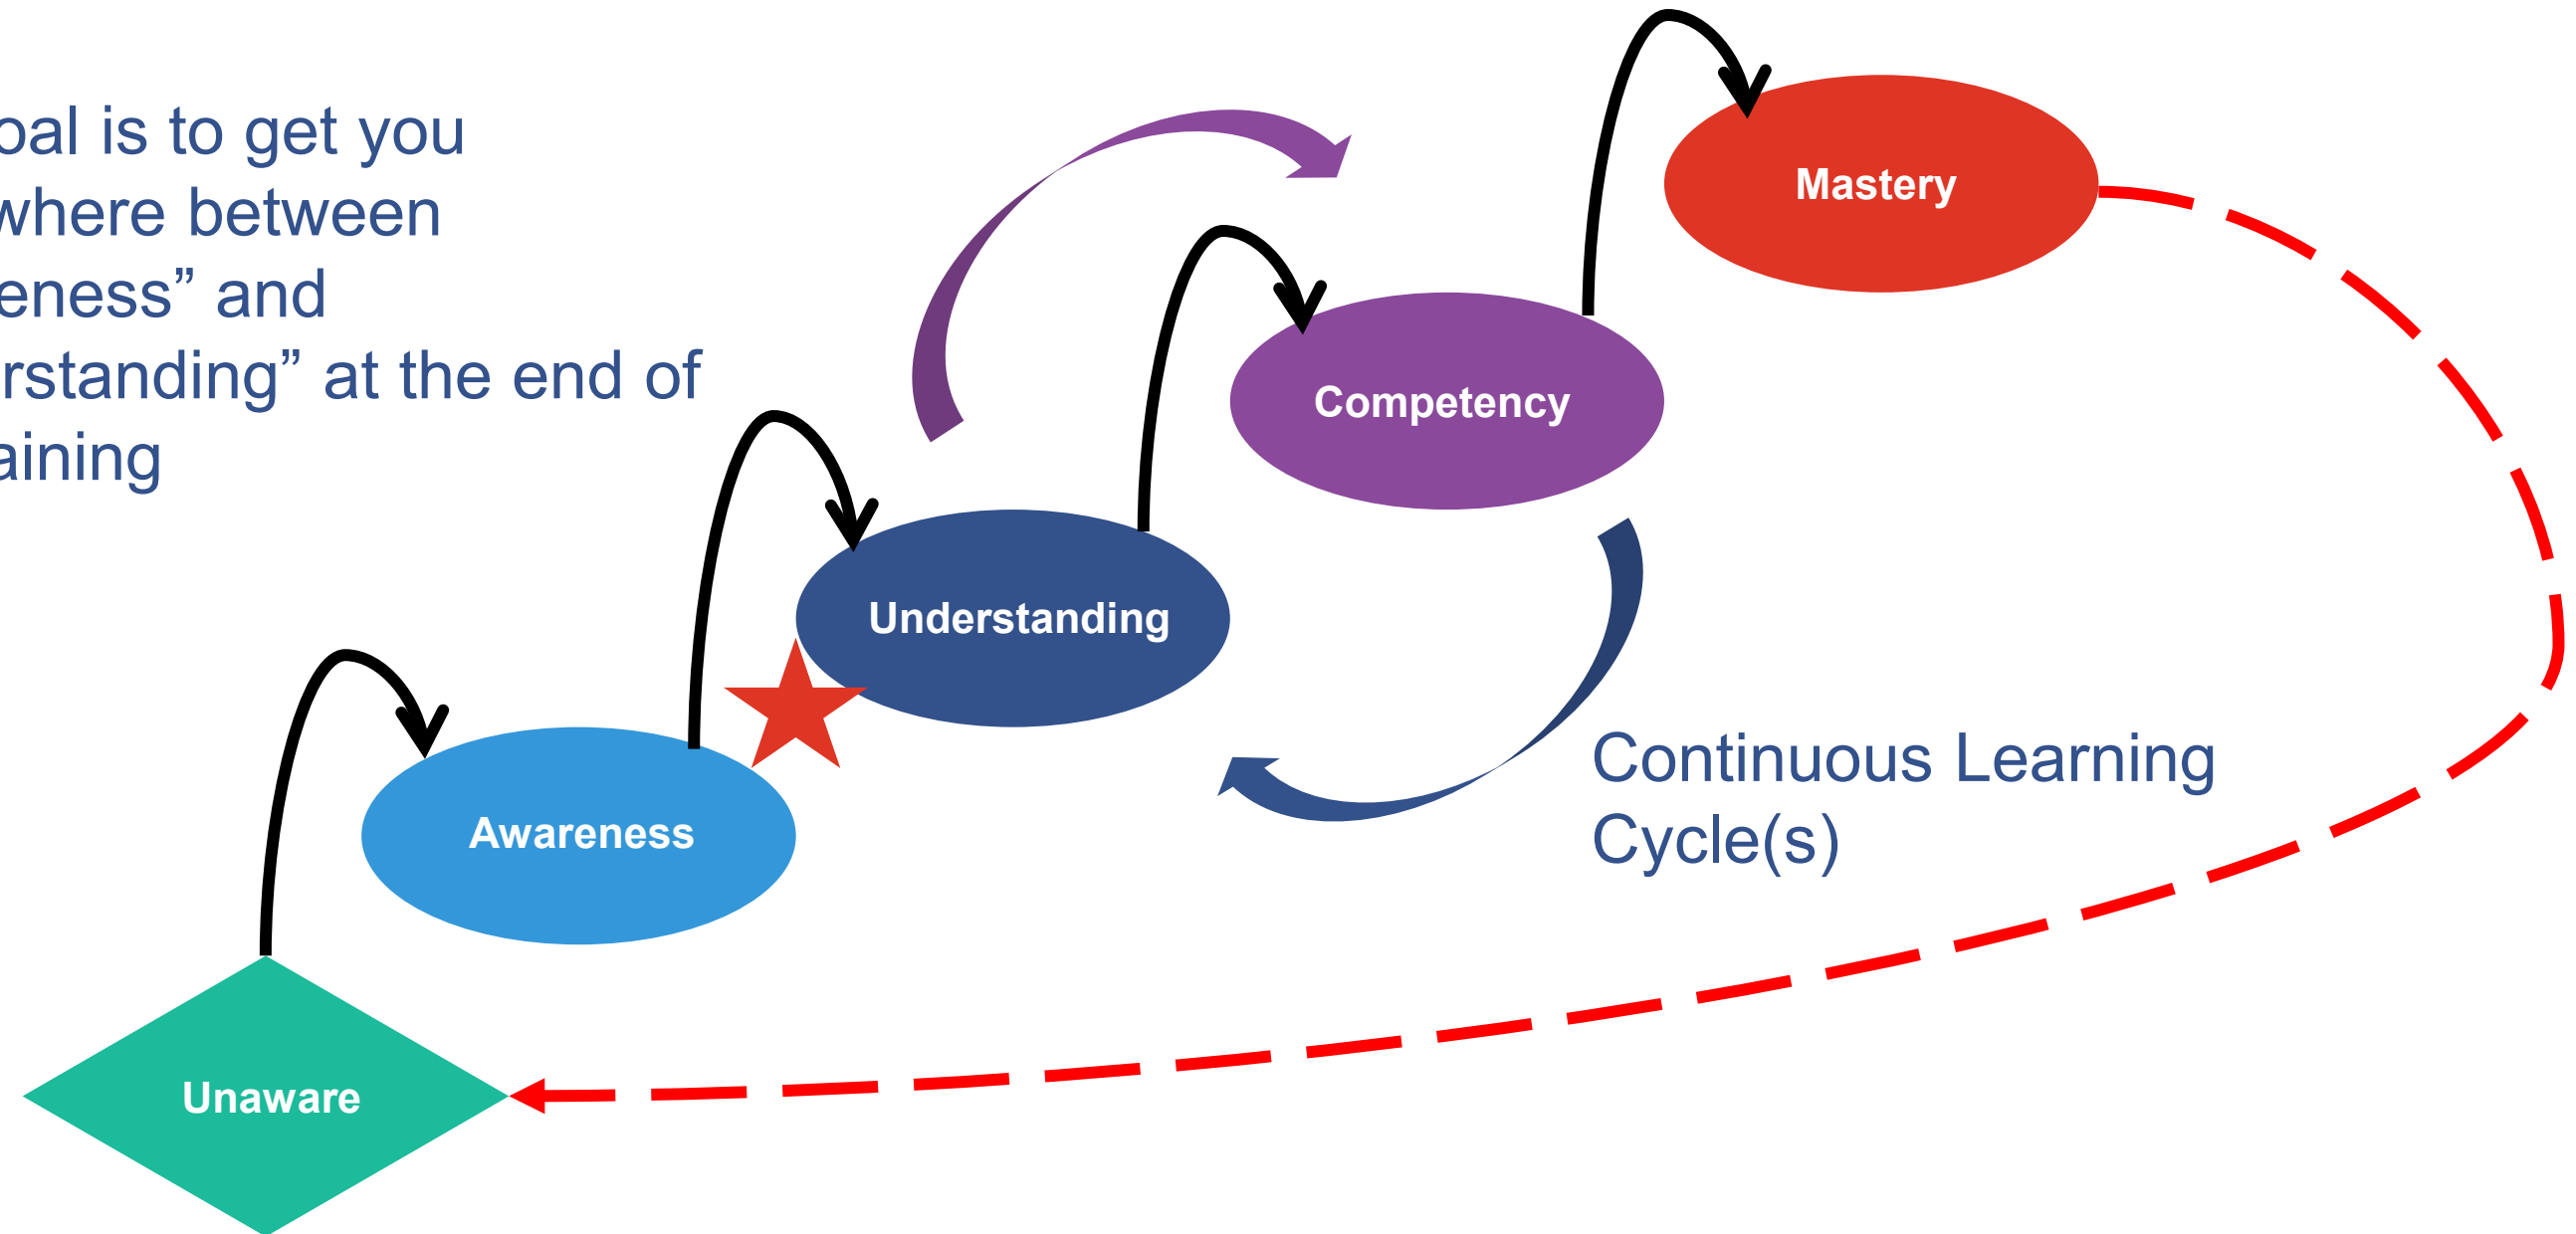 oal is to get you
where between
eness” and
rstanding” at the end of
aining
Mastery
Competency
Understanding
Continuous Learning
Cycle(s)
Awareness
Unaware